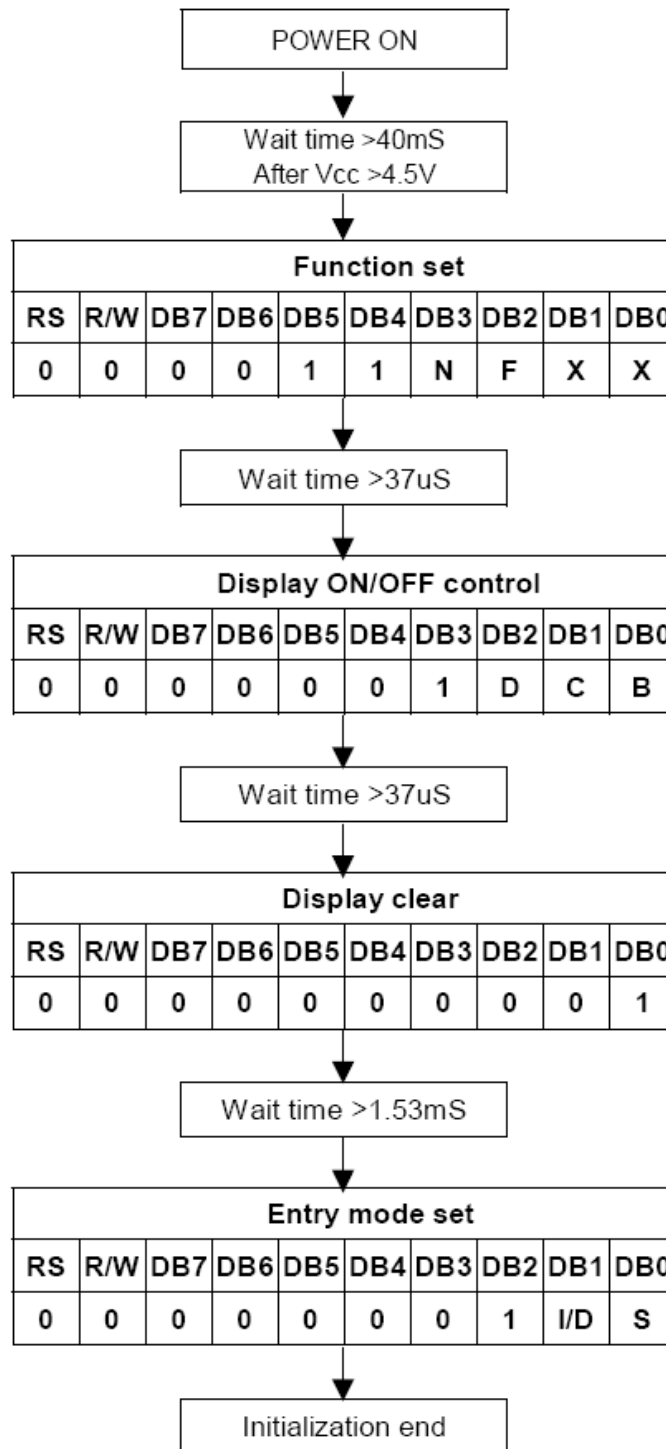 POWER ON
Wait time >40mS
After Vcc >4.5V
Function set
RS R/W DB7 DB6 DB5 DB4 DB3 DB2 DB1 DB0
0 0 0 0 1 1 N F X X
Wait time >37uS
Display ON/OFF control
RS R/W DB7 DB6 DB5 DB4 DB3 DB2 DB1 DB0
0 0 0 0 0 0 1 D C B
Wait time >37uS
Display clear
RS R/W DB7 DB6 DB5 DB4 DB3 DB2 DB1 DB0
0 0 0 0 0 0 0 0 0 1
Wait time >1.53mS
Entry mode set
RS R/W DB7 DB6 DB5 DB4 DB3 DB2 DB1 DB0
0 0 0 0 0 0 0 1 I/D S
Initialization end